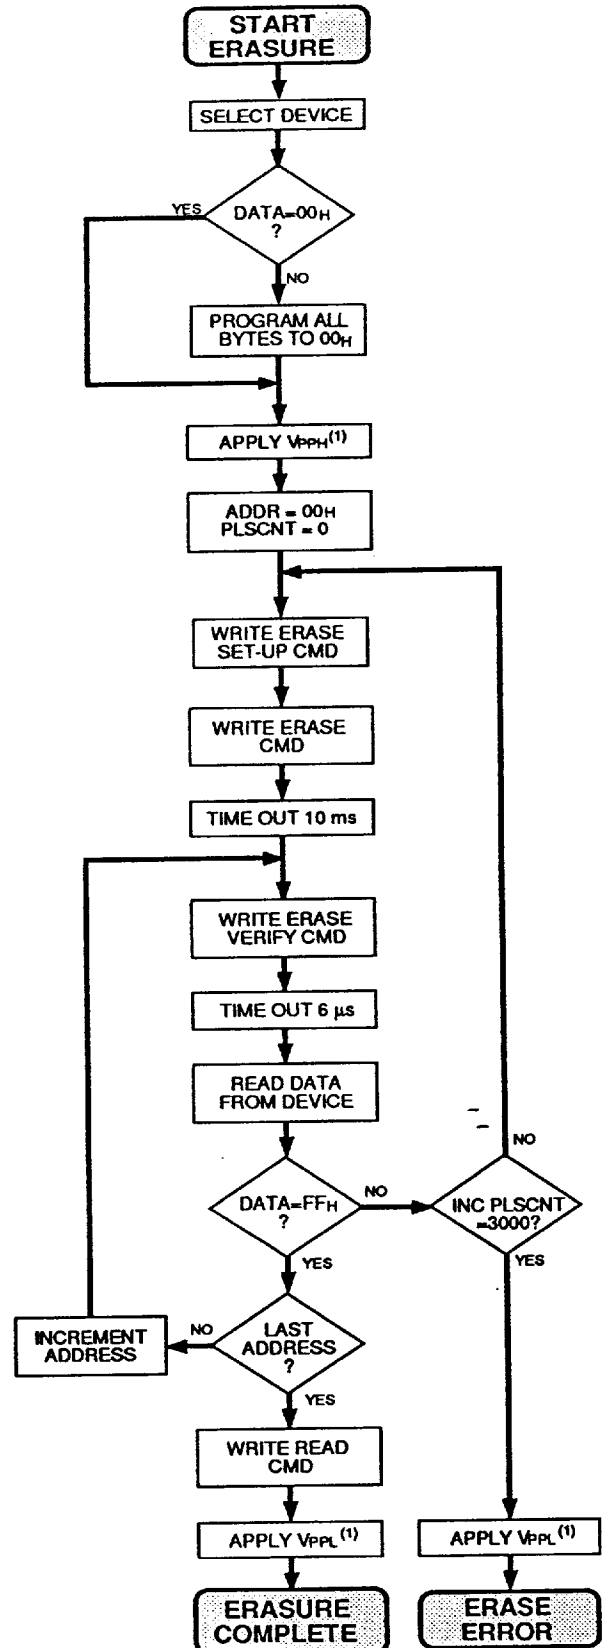 START
ERASURE
SELECT DEVICE
YES
DATA=00H
?
NO
PROGRAM ALL
BYTES TO 00H
APPLY VPPH(1)
ADDR = 00H
PLSCNT = 0
WRITE ERASE
SET-UP CMD
WRITE ERASE
CMD
TIME OUT 10 ms
WRITE ERASE
VERIFY CMD
TIME OUT 6 µs
READ DATA
FROM DEVICE
NO
DATA=FFH
?
NO
INC PLSCNT
=3000?
YES
YES
INCREMENT
ADDRESS
NO
LAST
ADDRESS
?
YES
WRITE READ
CMD
APPLY VPPL(1)
APPLY VPPL(1)
ERASURE
COMPLETE
ERASE
ERROR